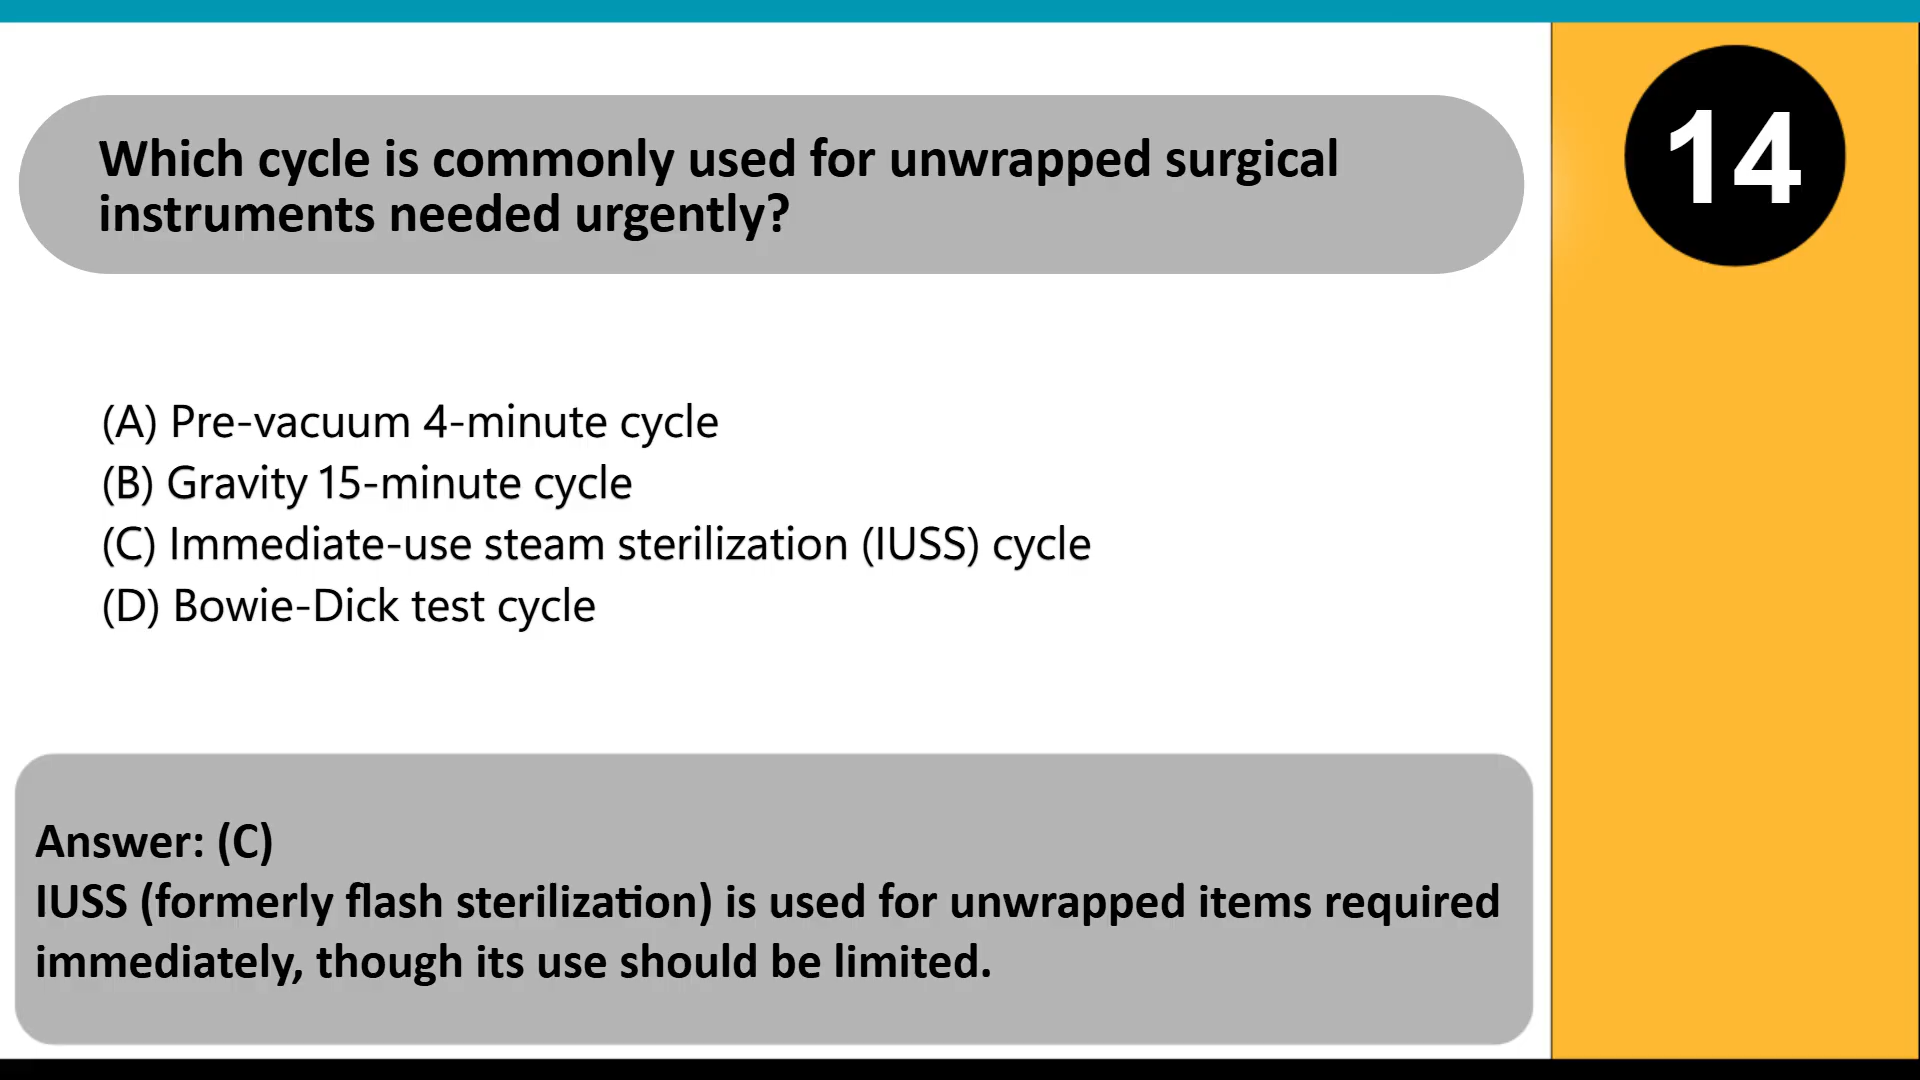 14
Which cycle is commonly used for unwrapped surgical
instruments needed urgently?
(A) Pre-vacuum 4-minute cycle
(B) Gravity 15-minute cycle
(C) Immediate-use steam sterilization (IUSS) cycle
(D) Bowie-Dick test cycle
Answer: (C)
IUSS (formerly flash sterilization) is used for unwrapped items required
immediately, though its use should be limited.